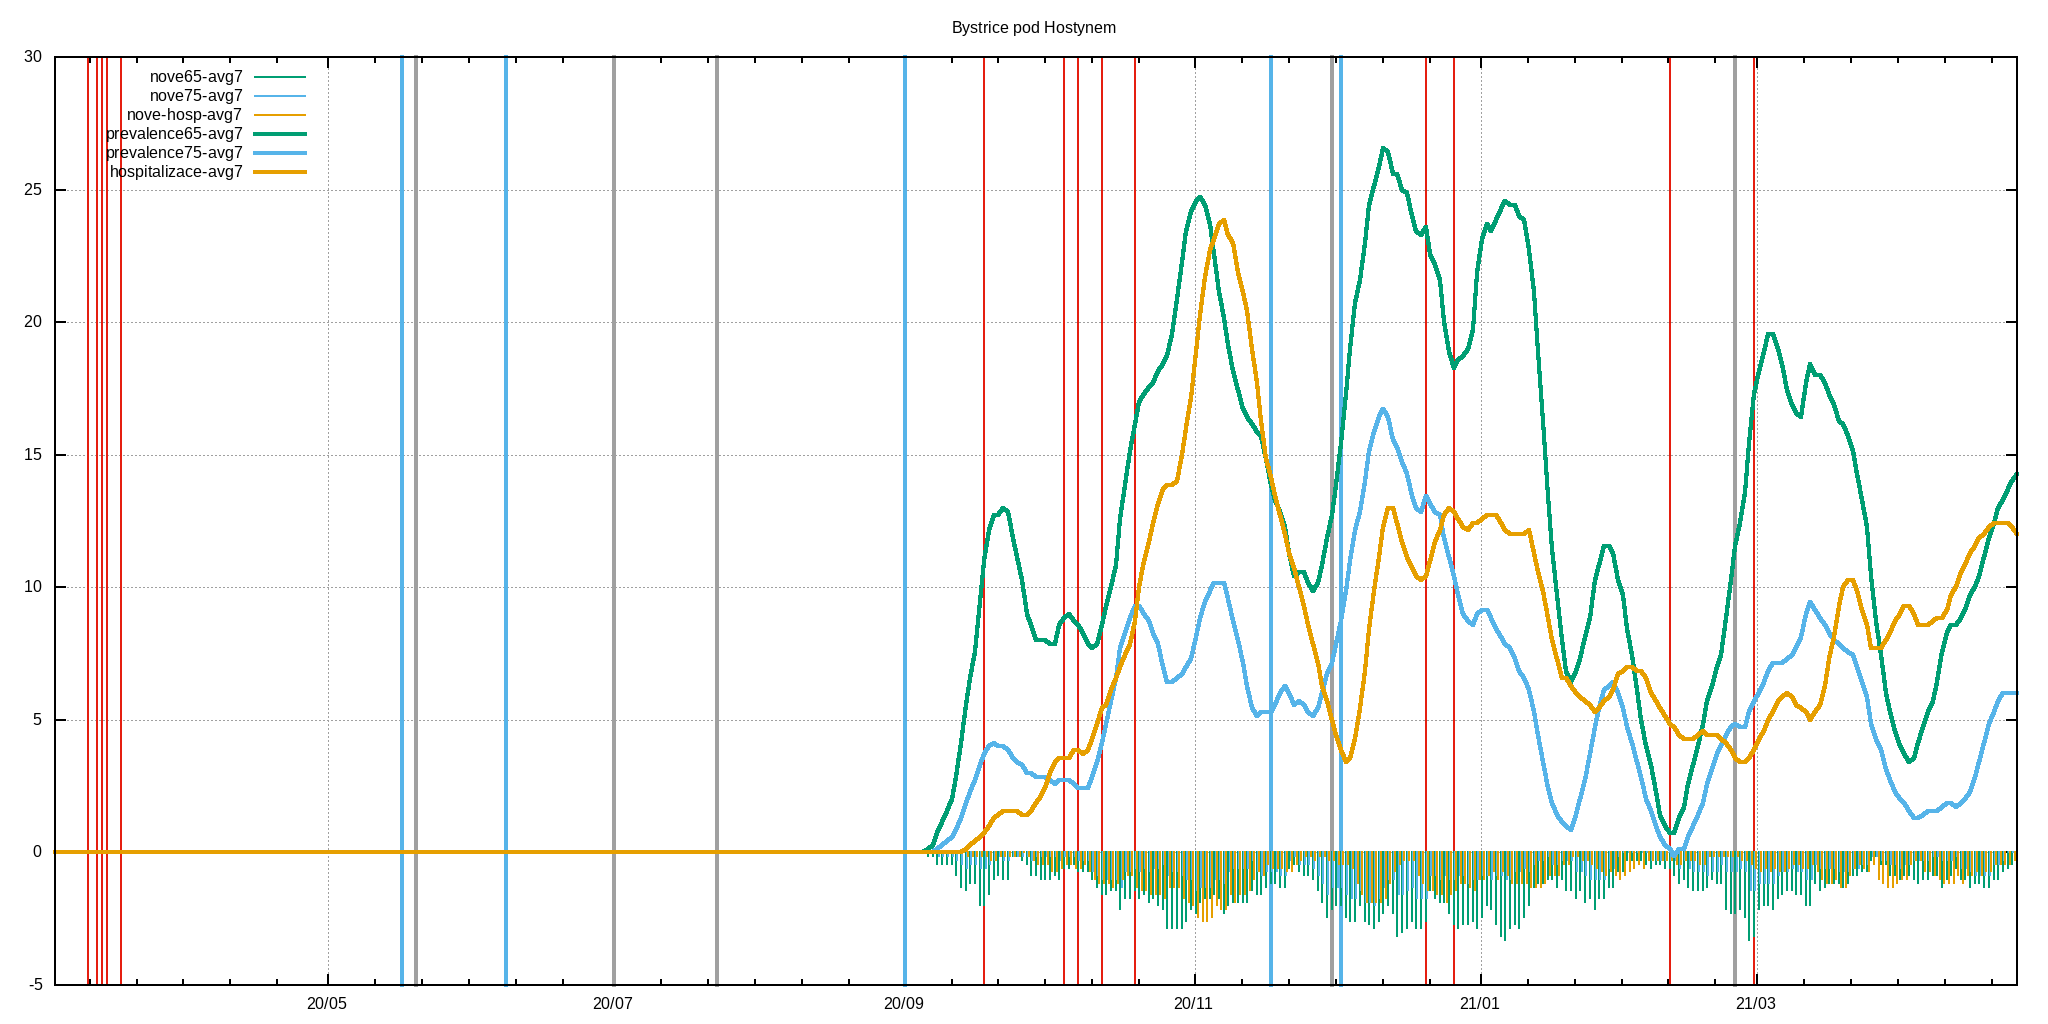 Bystrice pod Hostynem
30
25
20
15
10
5
0
-5
nove65-avg7
nove75-avg7
nove-hosp-avg7
prevalence65-avg7
prevalence75-avg7
hospitalizace-avg7
20/05
20/07
20/09
20/11
21/01
21/03